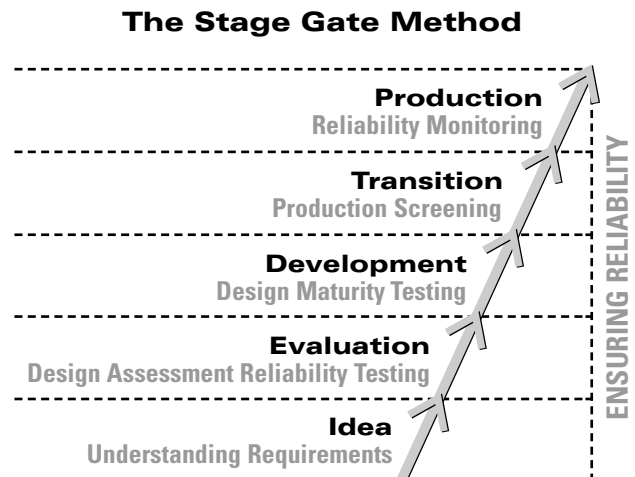 The Stage Gate Method
Production
Reliability Monitoring
Transition
Production Screening
Development
Design Maturity Testing
Evaluation
Design Assessment Reliability Testing
Idea
Understanding Requirements
ENSURING RELIABILITY